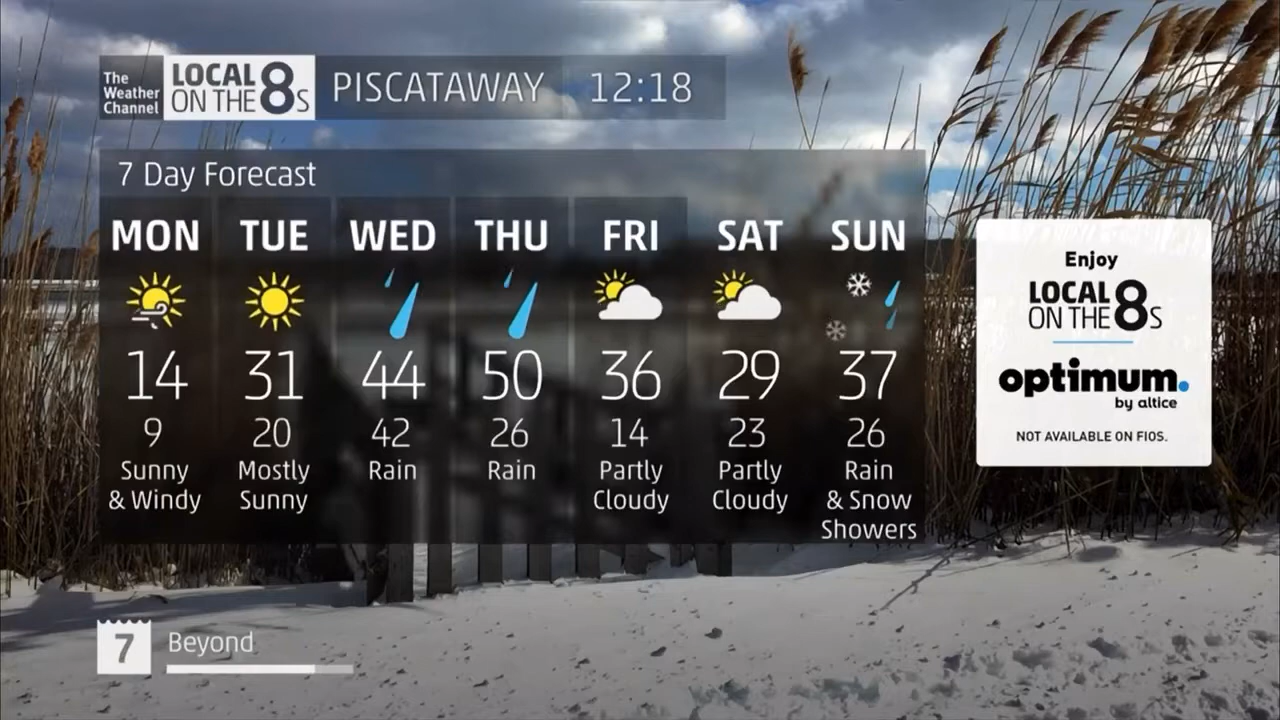 The
Weather
Channel
LOCAL
ON THE 8s
PISCATAWAY 12:18
7 Day Forecast
MON TUE WED THU FRI SAT SUN
14 31 44 50 36 29 37
9 20 42 26 14 23 26
Sunny Mostly Rain Rain Partly Partly Rain
& Windy Sunny Cloudy Cloudy & Snow
Showers
Enjoy
LOCAL
ON THE 8s
optimum.
by altice
NOT AVAILABLE ON FIOS.
7 Beyond